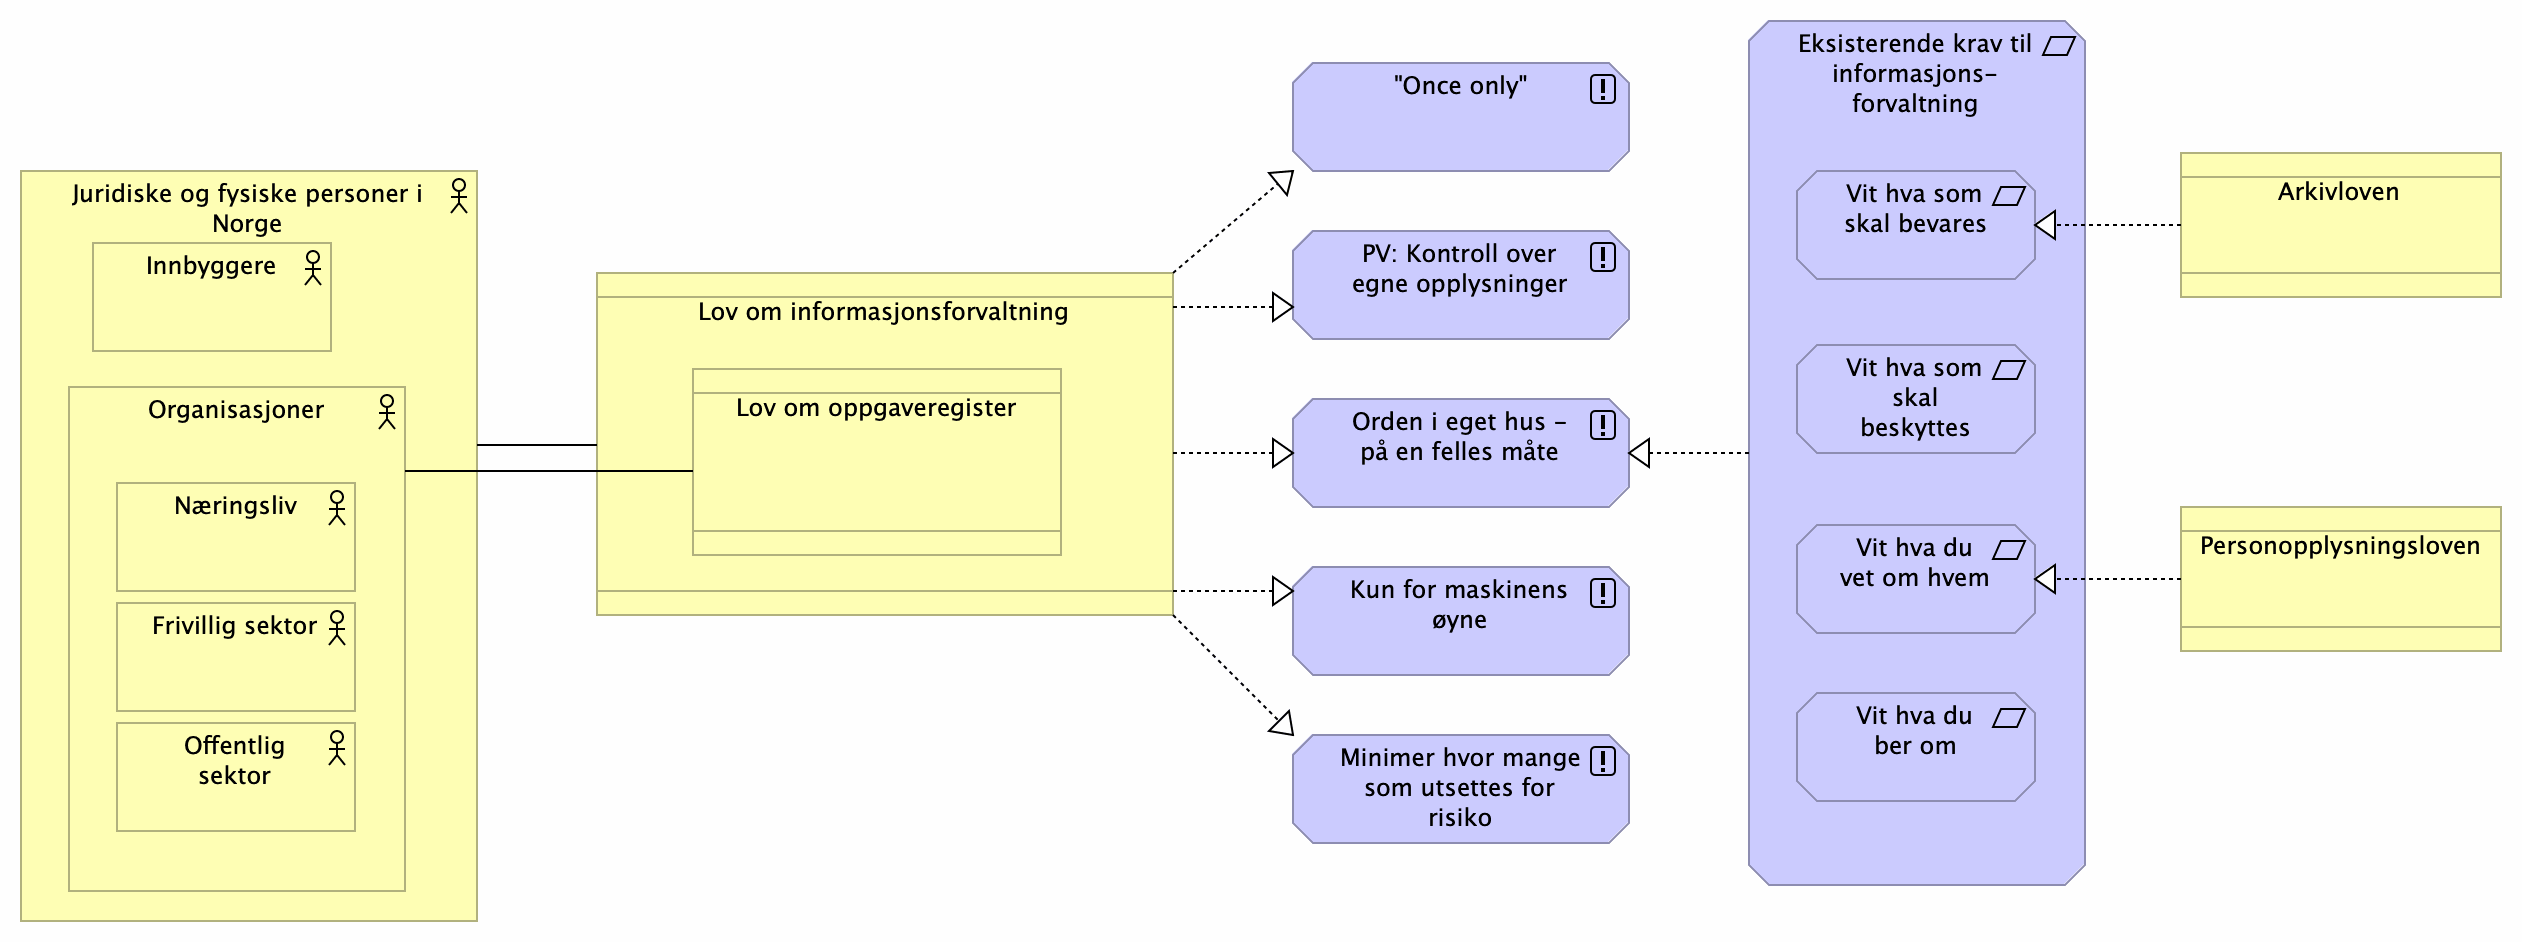 Juridiske og fysiske personer i
Norge
Innbyggere
Organisasjoner
Næringsliv
Frivillig sektor
Offentlig
sektor
Lov om informasjonsforvaltning
Lov om oppgaveregister
"Once only"
PV: Kontroll over
egne opplysninger
Orden i eget hus -
på en felles måte
Kun for maskinens
øyne
Minimer hvor mange
som utsettes for
risiko
Eksisterende krav til
informasjons-
forvaltning
Vit hva som
skal bevares
Vit hva som
skal
beskyttes
Vit hva du
vet om hvem
Vit hva du
ber om
Arkivloven
Personopplysningsloven